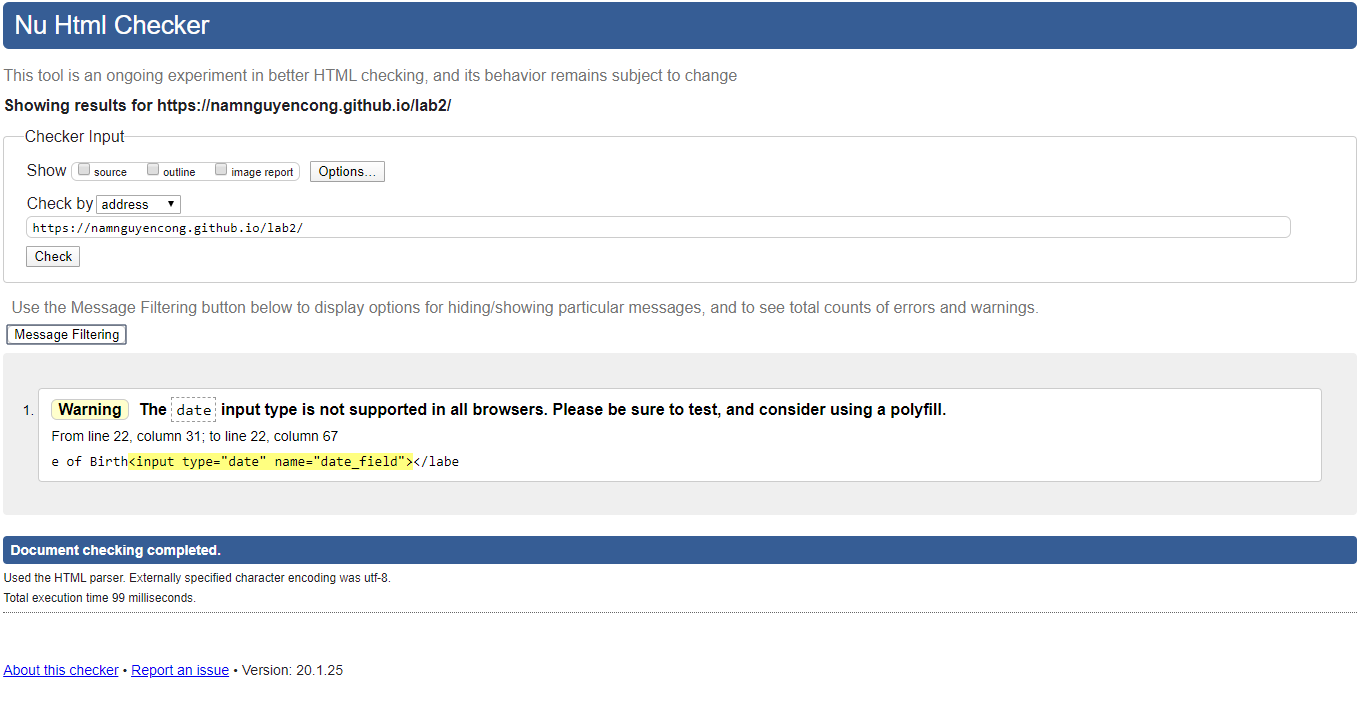 Nu Html Checker
This tool is an ongoing experiment in better HTML checking, and its behavior remains subject to change
Showing results for https://namnguyencong.github.io/lab2/
Checker Input
Show source outline image report Options...
Check by address
https://namnguyencong.github.io/lab2/
Check
Use the Message Filtering button below to display options for hiding/showing particular messages, and to see total counts of errors and warnings.
Message Filtering
1. Warning The date input type is not supported in all browsers. Please be sure to test, and consider using a polyfill.
From line 22, column 31; to line 22, column 67
e of Birth<input type="date" name="date_field"></labe
Document checking completed.
Used the HTML parser. Externally specified character encoding was utf-8.
Total execution time 99 milliseconds.
About this checker • Report an issue • Version: 20.1.25